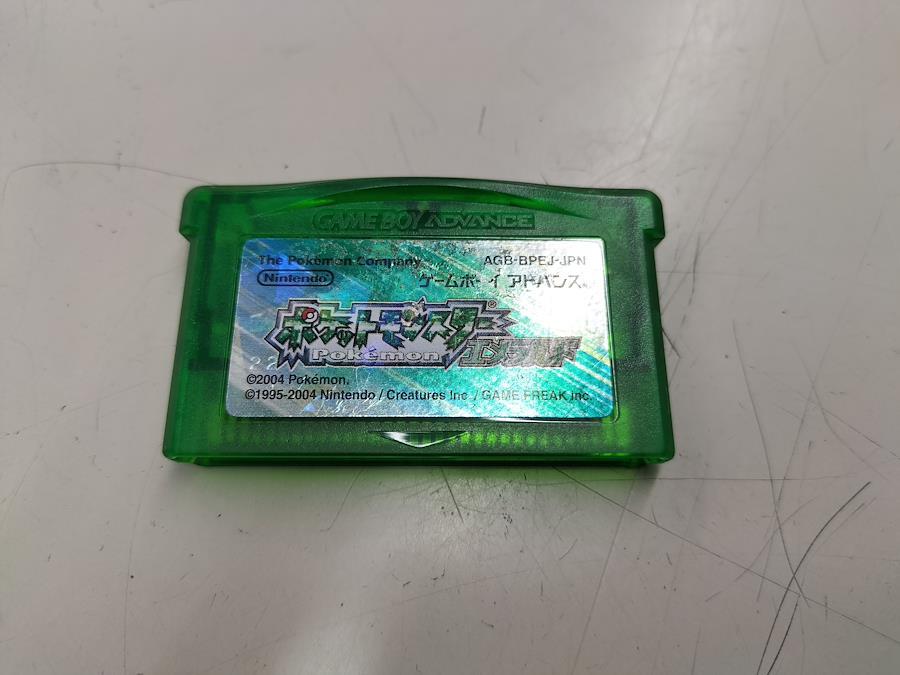 GAME BOY ADVANCE
The Pokémon Company AGB-BPEJ-JPN
Nintendo ゲームボーイ アドバンス
ポケットモンスター
Pokémon エメラルド
©2004 Pokémon.
©1995-2004 Nintendo / Creatures Inc. / GAME FREAK inc.